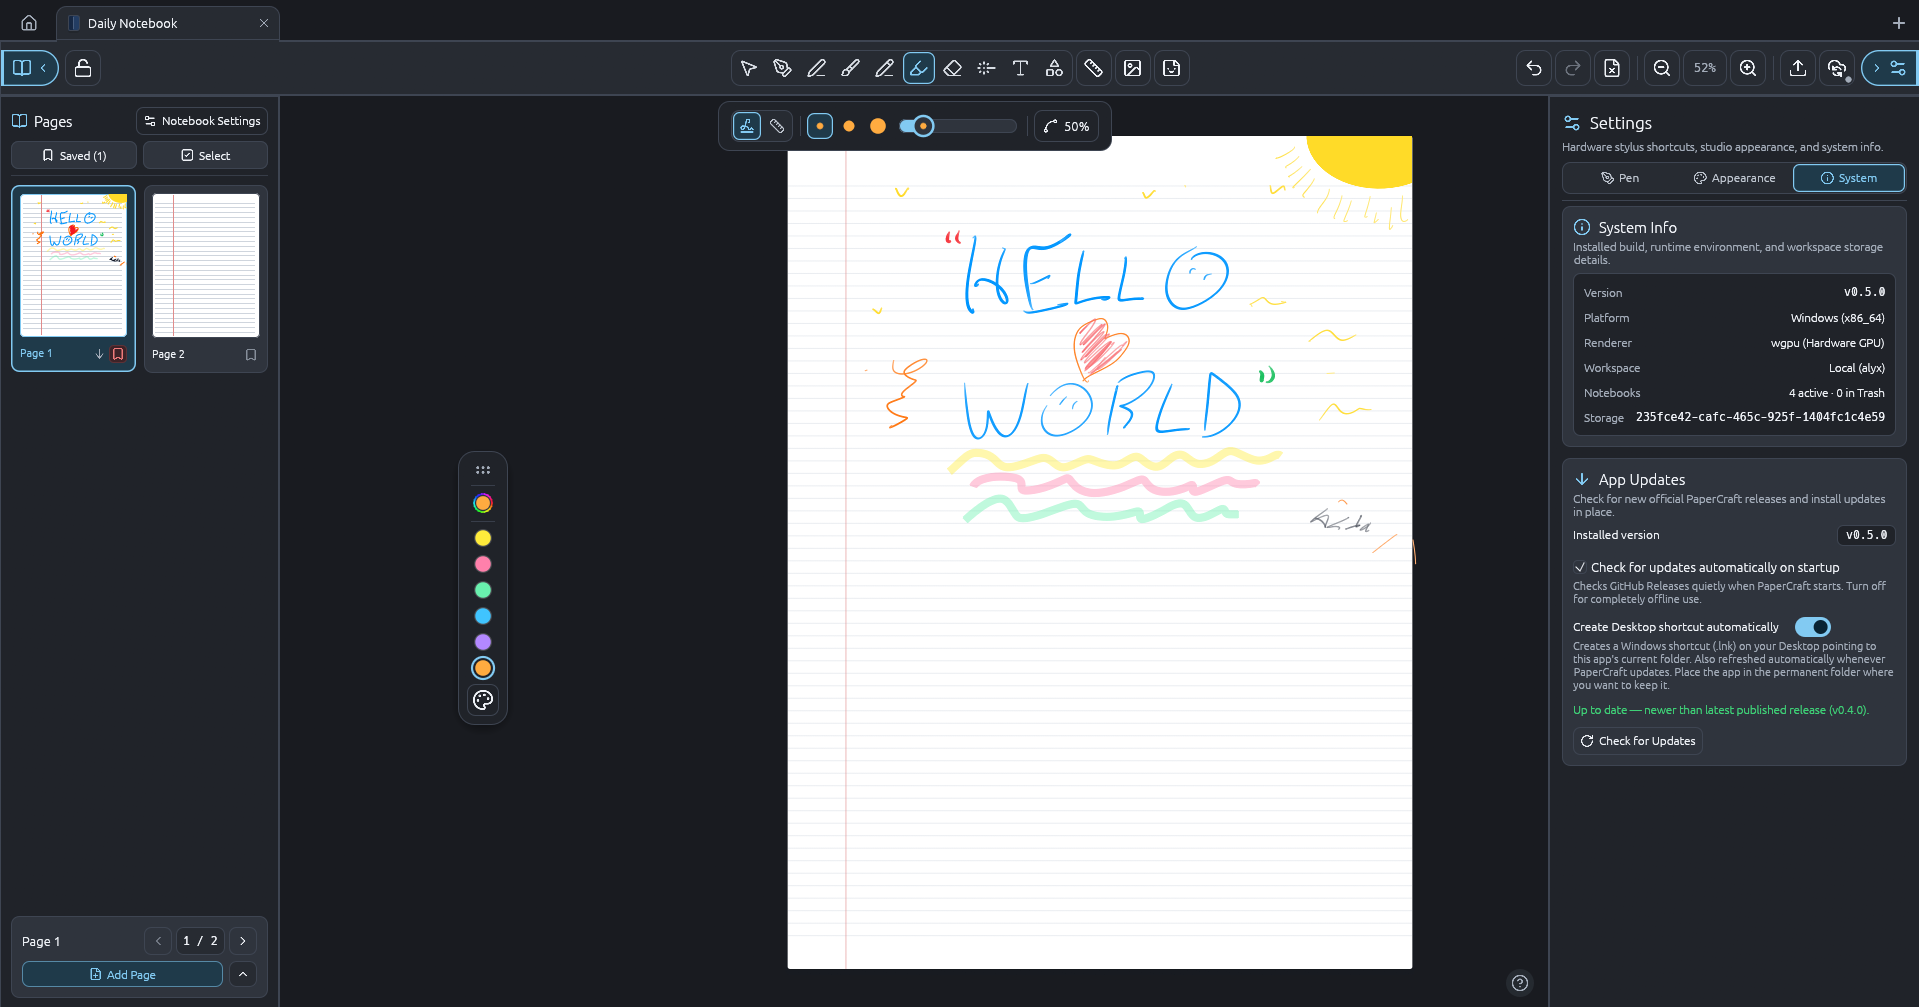 Daily Notebook
52%
Pages
Notebook Settings
Saved (1)
Select
Page 1
Page 2
50%
“HELLO
WORLD”
Page 1
1 / 2
Add Page
Settings
Hardware stylus shortcuts, studio appearance, and system info.
Pen
Appearance
System
System Info
Installed build, runtime environment, and workspace storage
details.
Version v0.5.0
Platform Windows (x86_64)
Renderer wgpu (Hardware GPU)
Workspace Local (alyx)
Notebooks 4 active · 0 in Trash
Storage 235fce42-cafc-465c-925f-1404fc1c4e59
App Updates
Check for new official PaperCraft releases and install updates
in place.
Installed version v0.5.0
Check for updates automatically on startup
Checks GitHub Releases quietly when PaperCraft starts. Turn off
for completely offline use.
Create Desktop shortcut automatically
Creates a Windows shortcut (.lnk) on your Desktop pointing to
this app's current folder. Also refreshed automatically whenever
PaperCraft updates. Place the app in the permanent folder where
you want to keep it.
Up to date — newer than latest published release (v0.4.0).
Check for Updates